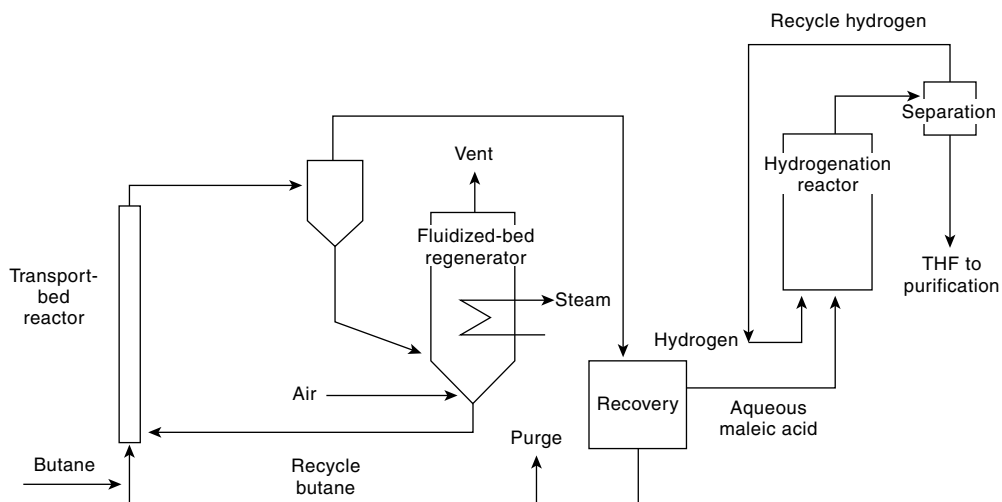 Recycle hydrogen
Separation
Vent
Hydrogenation
reactor
Fluidized-bed
regenerator
THF to
purification
Transport-
bed
reactor
Steam
Hydrogen
Air
Recovery
Aqueous
maleic acid
Purge
Butane
Recycle
butane